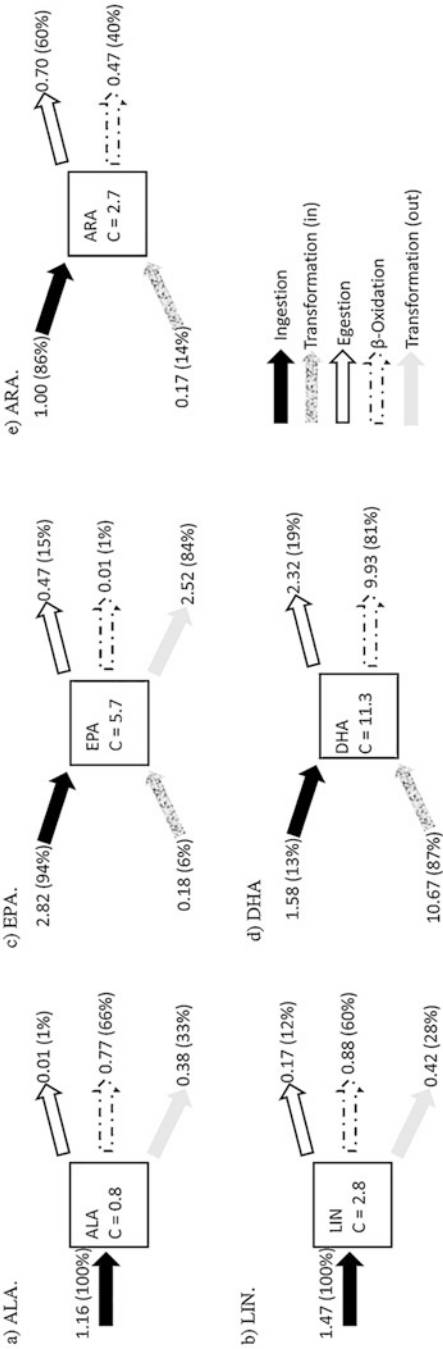 a) ALA.
1.16 (100%)
ALA
C = 0.8
0.01 (1%)
0.77 (66%)
0.38 (33%)
b) LIN.
1.47 (100%)
LIN
C = 2.8
0.17 (12%)
0.88 (60%)
0.42 (28%)
c) EPA.
2.82 (94%)
0.18 (6%)
EPA
C = 5.7
0.47 (15%)
0.01 (1%)
2.52 (84%)
d) DHA
1.58 (13%)
10.67 (87%)
DHA
C = 11.3
2.32 (19%)
9.93 (81%)
e) ARA.
1.00 (86%)
0.17 (14%)
ARA
C = 2.7
0.70 (60%)
0.47 (40%)
Ingestion
Transformation (in)
Egestion
β-Oxidation
Transformation (out)